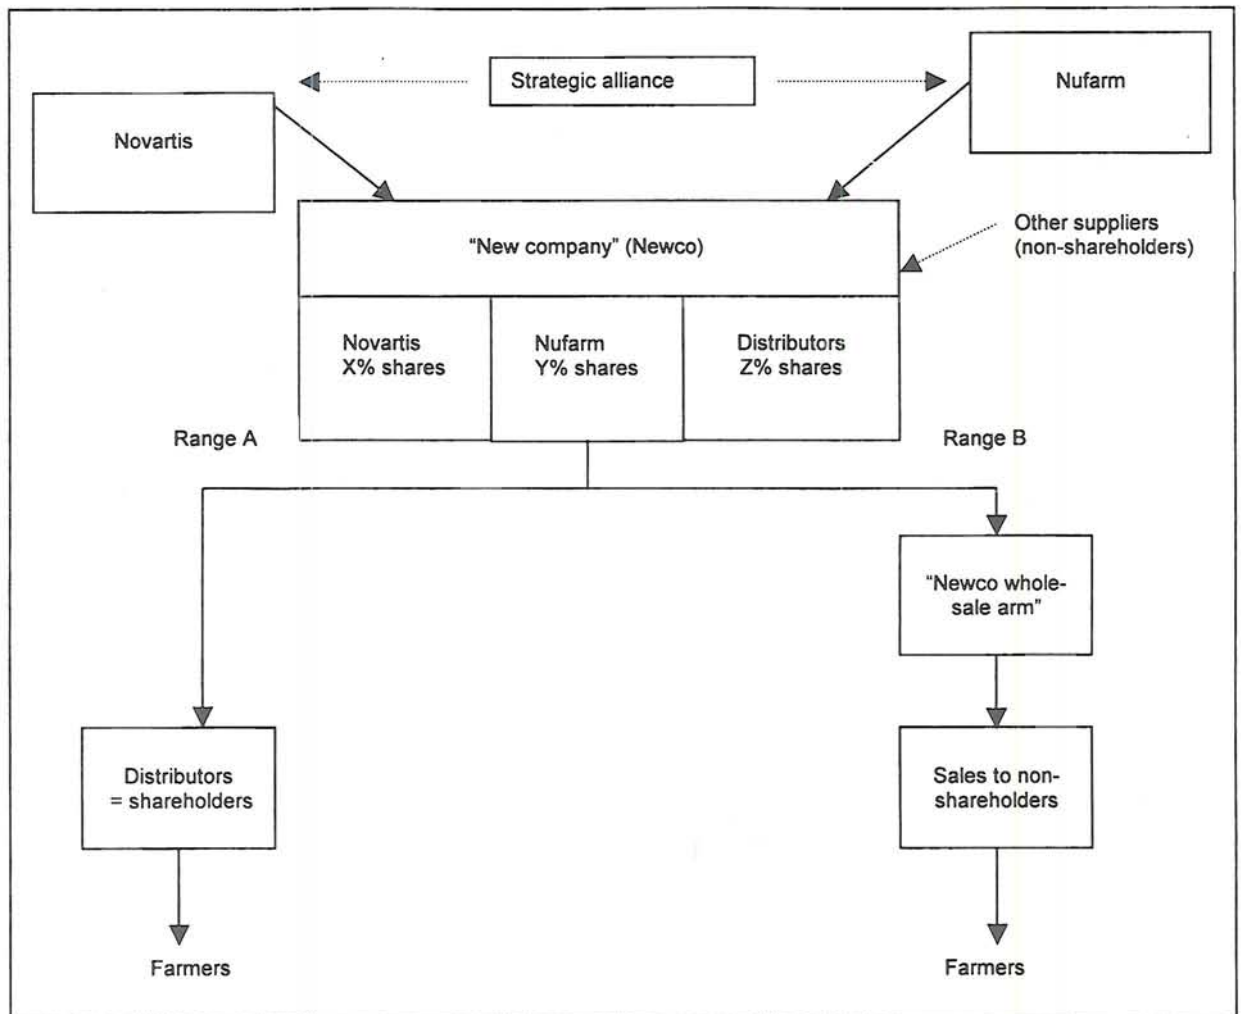 Strategic alliance
Nufarm
Novartis
Other suppliers
(non-shareholders)
“New company” (Newco)
Novartis
X% shares
Nufarm
Y% shares
Distributors
Z% shares
Range A
Range B
“Newco whole-
sale arm”
Distributors
= shareholders
Sales to non-
shareholders
Farmers
Farmers